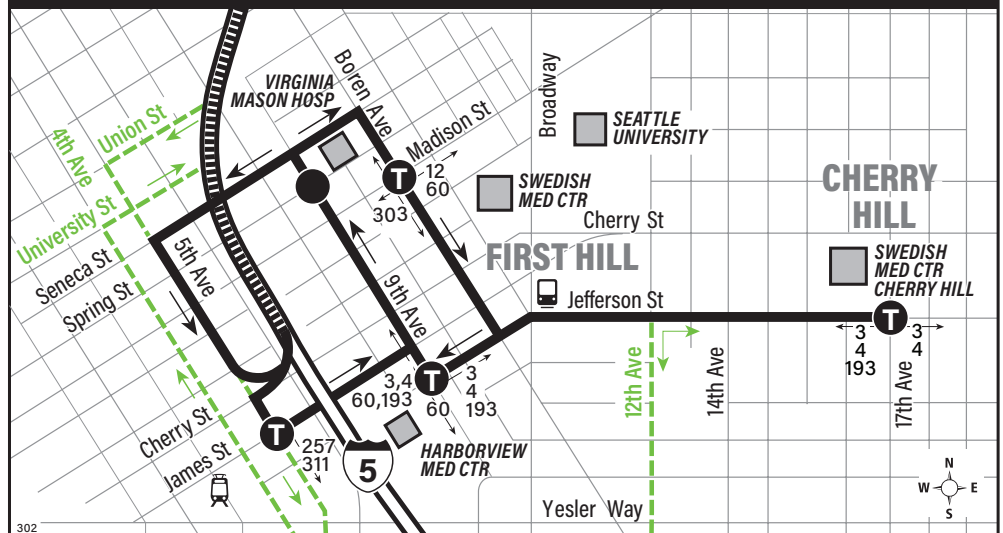 VIRGINIA
MASON HOSP
Boren Ave
Broadway
Union St
4th Ave
Madison St
SEATTLE
UNIVERSITY
T
12
60
303
SWEDISH
MED CTR
CHERRY
HILL
University St
Cherry St
5th Ave
Seneca St
Spring St
FIRST HILL
SWEDISH
MED CTR
CHERRY HILL
9th Ave
Jefferson St
T
3
4
193
3
4
12th Ave
14th Ave
17th Ave
T
3,4
60,193
60
3
4
193
Cherry St
James St
T
257
311
HARBORVIEW
MED CTR
5
Yesler Way
N
W
E
S
302